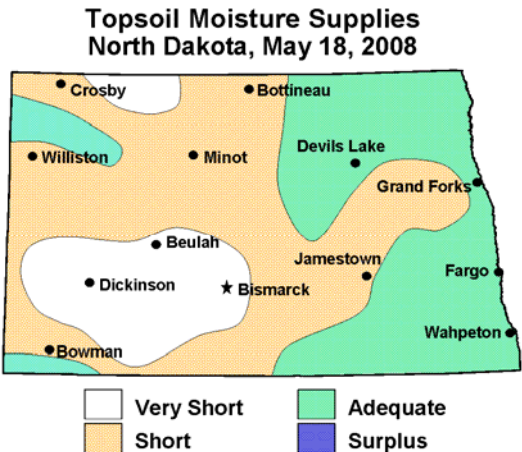 Topsoil Moisture Supplies
North Dakota, May 18, 2008
Crosby
Bottineau
Devils Lake
Williston
Minot
Grand Forks
Beulah
Jamestown
Fargo
Dickinson
Bismarck
Wahpeton
Bowman
Very Short
Adequate
Short
Surplus